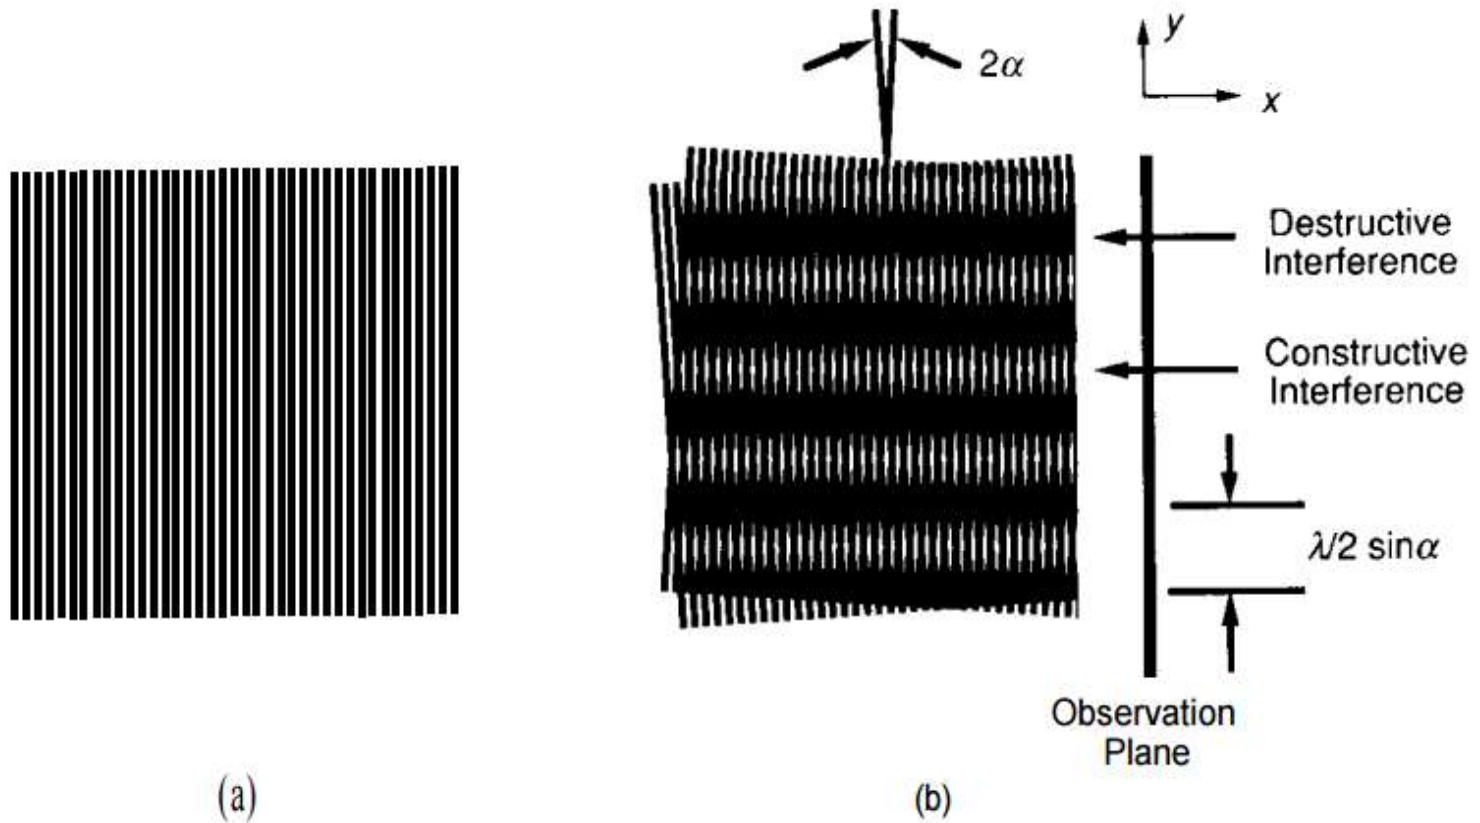 2α
y
x
Destructive
Interference
Constructive
Interference
λ/2 sinα
Observation
Plane
(a)
(b)